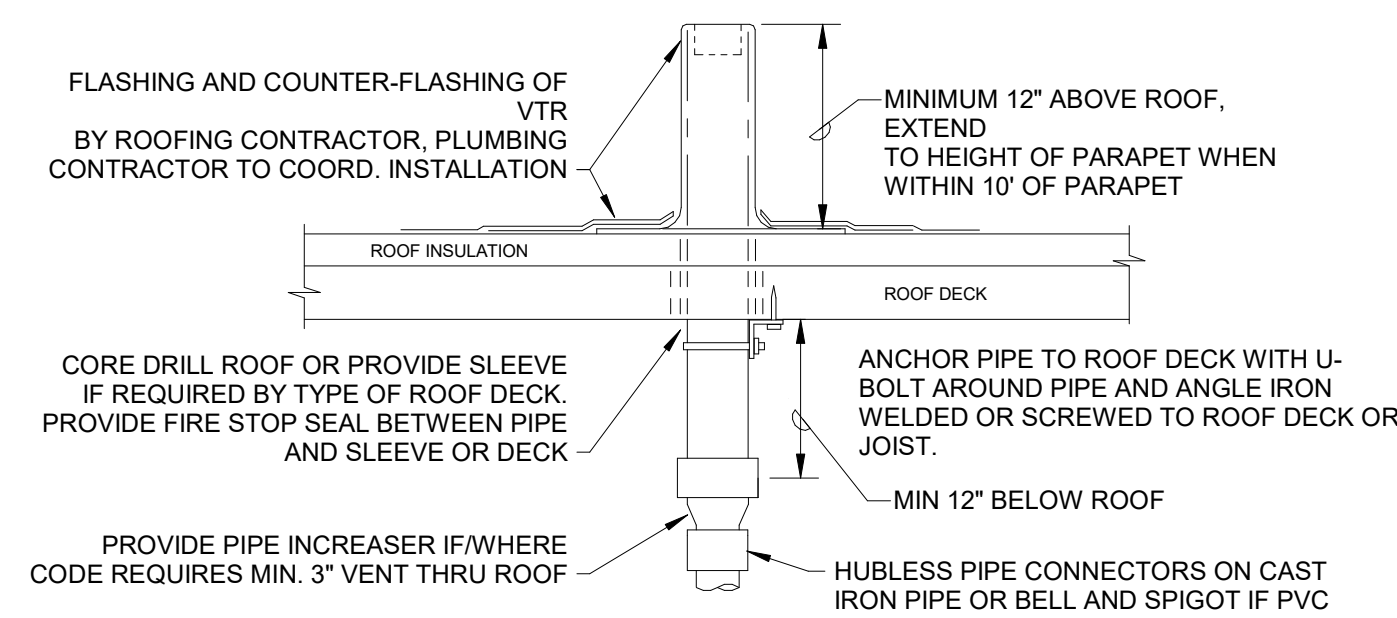 FLASHING AND COUNTER-FLASHING OF
VTR
BY ROOFING CONTRACTOR, PLUMBING
CONTRACTOR TO COORD. INSTALLATION
MINIMUM 12" ABOVE ROOF,
EXTEND
TO HEIGHT OF PARAPET WHEN
WITHIN 10' OF PARAPET
ROOF INSULATION
ROOF DECK
CORE DRILL ROOF OR PROVIDE SLEEVE
IF REQUIRED BY TYPE OF ROOF DECK.
PROVIDE FIRE STOP SEAL BETWEEN PIPE
AND SLEEVE OR DECK
ANCHOR PIPE TO ROOF DECK WITH U-
BOLT AROUND PIPE AND ANGLE IRON
WELDED OR SCREWED TO ROOF DECK OR
JOIST.
MIN 12" BELOW ROOF
PROVIDE PIPE INCREASER IF/WHERE
CODE REQUIRES MIN. 3" VENT THRU ROOF
HUBLESS PIPE CONNECTORS ON CAST
IRON PIPE OR BELL AND SPIGOT IF PVC